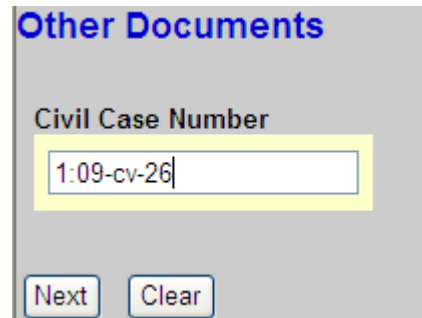 Other Documents
Civil Case Number
1:09-cv-26
Next Clear